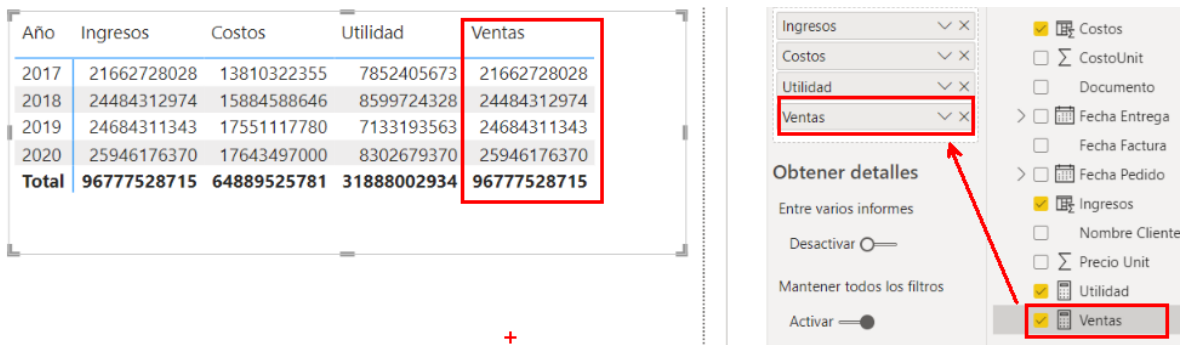 Año Ingresos Costos Utilidad Ventas
2017 21662728028 13810322355 7852405673 21662728028
2018 24484312974 15884588646 8599724328 24484312974
2019 24684311343 17551117780 7133193563 24684311343
2020 25946176370 17643497000 8302679370 25946176370
Total 96777528715 64889525781 31888002934 96777528715
Ingresos
Costos
Utilidad
Ventas
Obtener detalles
Entre varios informes
Desactivar
Mantener todos los filtros
Activar
Costos
CostoUnit
Documento
Fecha Entrega
Fecha Factura
Fecha Pedido
Ingresos
Nombre Cliente
Precio Unit
Utilidad
Ventas